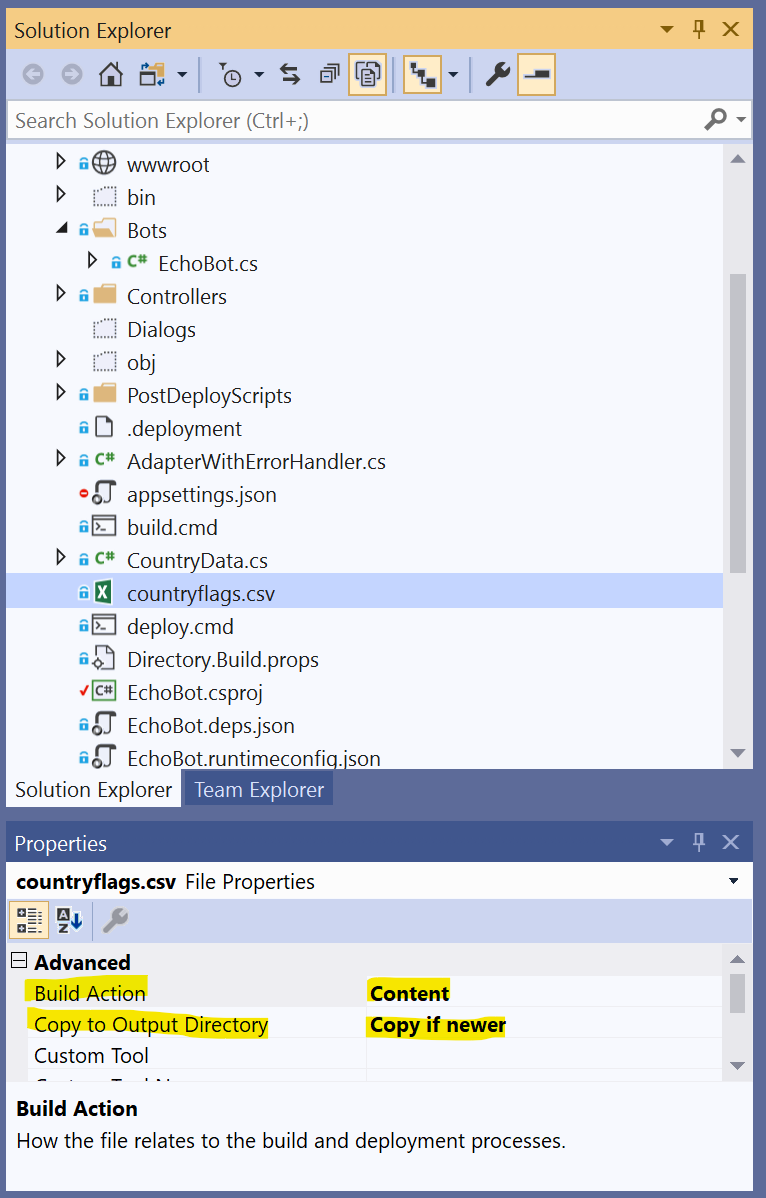 Solution Explorer
Search Solution Explorer (Ctrl+;)
wwwroot
bin
Bots
C# EchoBot.cs
Controllers
Dialogs
obj
PostDeployScripts
.deployment
C# AdapterWithErrorHandler.cs
appsettings.json
build.cmd
C# CountryData.cs
countryflags.csv
deploy.cmd
Directory.Build.props
C# EchoBot.csproj
EchoBot.deps.json
EchoBot.runtimeconfig.json
Solution Explorer Team Explorer
Properties
countryflags.csv File Properties
Advanced
Build Action Content
Copy to Output Directory Copy if newer
Custom Tool
Build Action
How the file relates to the build and deployment processes.